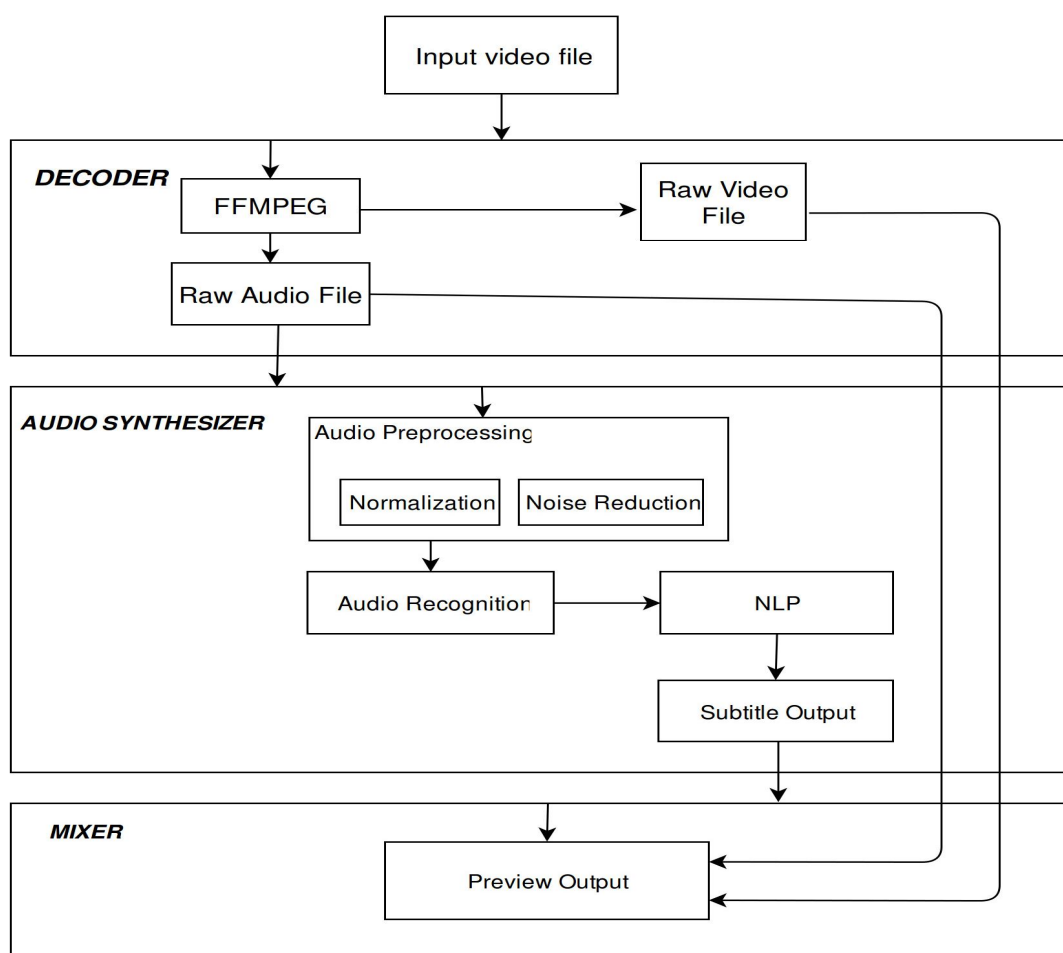 Input video file
DECODER
FFMPEG
Raw Video
File
Raw Audio File
AUDIO SYNTHESIZER
Audio Preprocessing
Normalization
Noise Reduction
Audio Recognition
NLP
Subtitle Output
MIXER
Preview Output